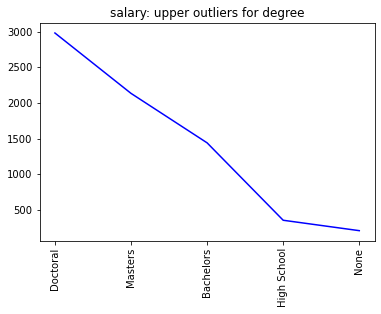 salary: upper outliers for degree
3000
2500
2000
1500
1000
500
Doctoral
Masters
Bachelors
High School
None